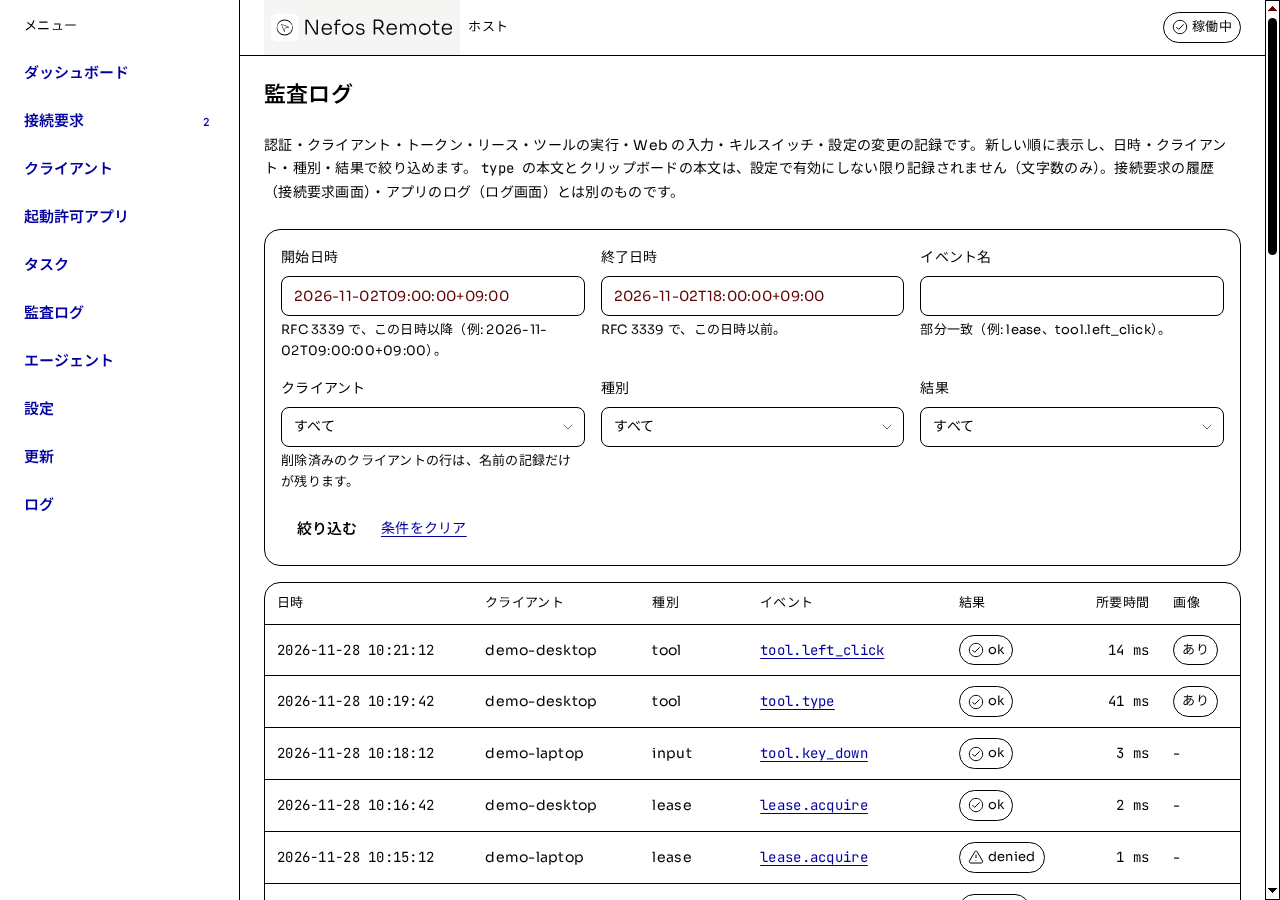 メニュー
ダッシュボード
接続要求 2
クライアント
起動許可アプリ
タスク
監査ログ
エージェント
設定
更新
ログ
Nefos Remote ホスト
稼働中
監査ログ
認証・クライアント・トークン・リース・ツールの実行・Web の入力・キルスイッチ・設定の変更の記録です。新しい順に表示し、日時・クライアン
ト・種別・結果で絞り込めます。 type の本文とクリップボードの本文は、設定で有効にしない限り記録されません（文字数のみ）。接続要求の履歴
（接続要求画面）・アプリのログ（ログ画面）とは別のものです。
開始日時 終了日時 イベント名
2026-11-02T09:00:00+09:00 2026-11-02T18:00:00+09:00
RFC 3339 で、この日時以降（例: 2026-11- RFC 3339 で、この日時以前。 部分一致（例: lease、tool.left_click）。
02T09:00:00+09:00）。
クライアント 種別 結果
すべて すべて すべて
削除済みのクライアントの行は、名前の記録だけ
が残ります。
絞り込む 条件をクリア
日時 クライアント 種別 イベント 結果 所要時間 画像
2026-11-28 10:21:12 demo-desktop tool tool.left_click ok 14 ms あり
2026-11-28 10:19:42 demo-desktop tool tool.type ok 41 ms あり
2026-11-28 10:18:12 demo-laptop input tool.key_down ok 3 ms -
2026-11-28 10:16:42 demo-desktop lease lease.acquire ok 2 ms -
2026-11-28 10:15:12 demo-laptop lease lease.acquire denied 1 ms -